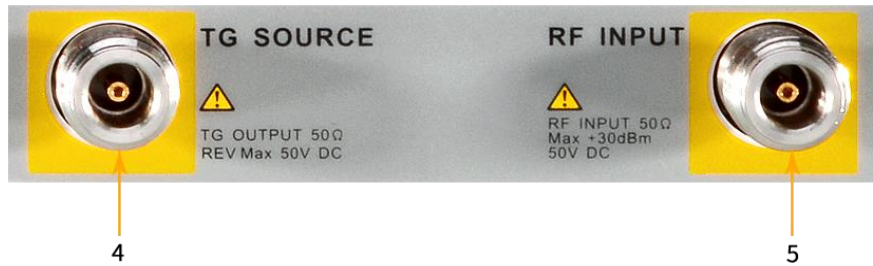 TG SOURCE
TG OUTPUT 50Ω
REV Max 50V DC
RF INPUT
RF INPUT 50Ω
Max +30dBm
50V DC
4
5